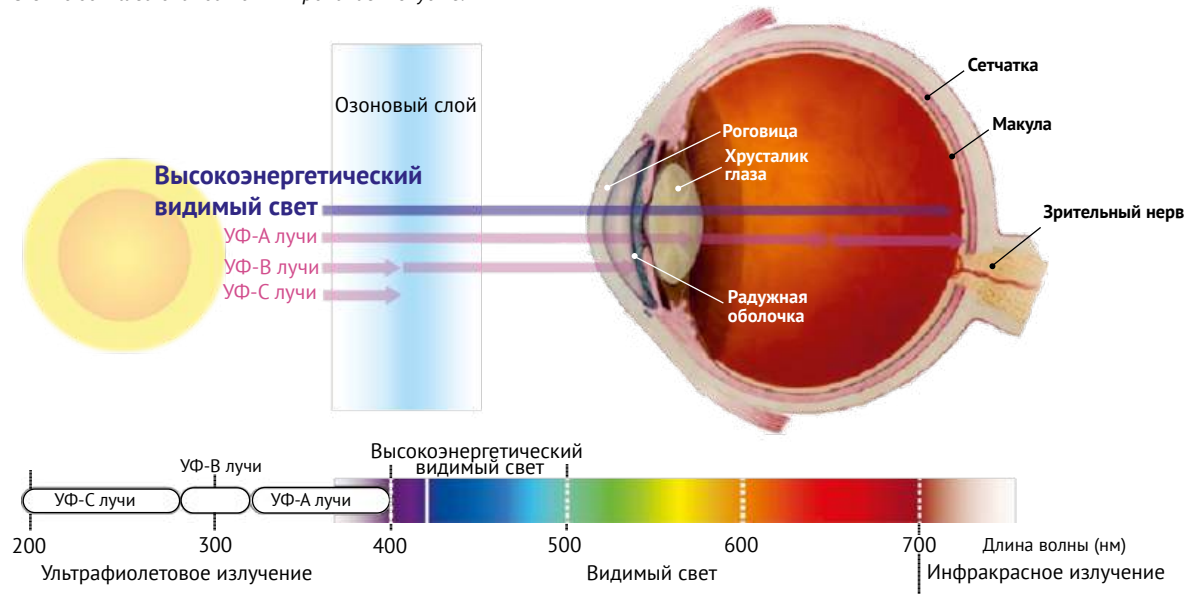 Озоновый слой
Высокоэнергетический
видимый свет
УФ-А лучи
УФ-В лучи
УФ-С лучи
Роговица
Хрусталик
глаза
Радужная
оболочка
Сетчатка
Макула
Зрительный нерв
Высокоэнергетический
видимый свет
УФ-В лучи
УФ-С лучи
УФ-А лучи
200
300
400
500
600
700
Длина волны (нм)
Ультрафиолетовое излучение
Видимый свет
Инфракрасное излучение